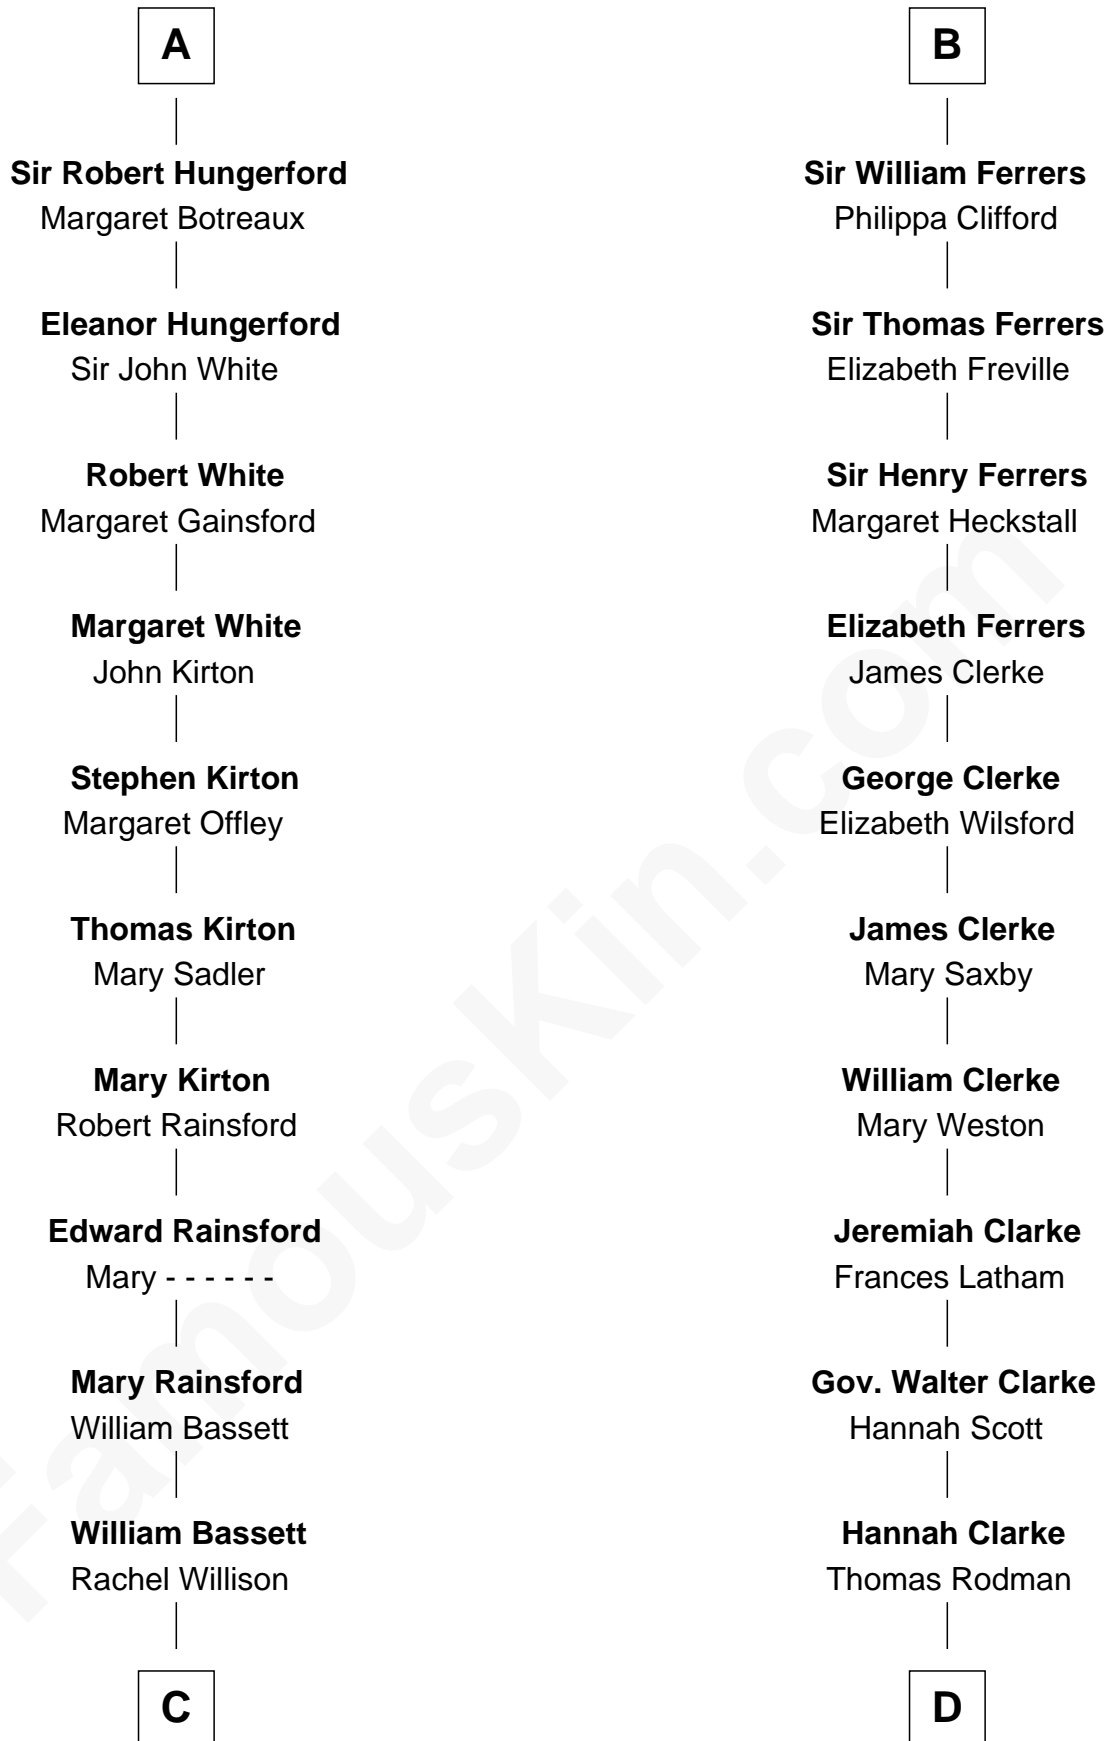 A
Sir Robert Hungerford
Margaret Botreaux
Eleanor Hungerford
Sir John White
Robert White
Margaret Gainsford
Margaret White
John Kirton
Stephen Kirton
Margaret Offley
Thomas Kirton
Mary Sadler
Mary Kirton
Robert Rainsford
Edward Rainsford
Mary - - - - - -
Mary Rainsford
William Bassett
William Bassett
Rachel Willison
C
B
Sir William Ferrers
Philippa Clifford
Sir Thomas Ferrers
Elizabeth Freville
Sir Henry Ferrers
Margaret Heckstall
Elizabeth Ferrers
James Clerke
George Clerke
Elizabeth Wilsford
James Clerke
Mary Saxby
William Clerke
Mary Weston
Jeremiah Clarke
Frances Latham
Gov. Walter Clarke
Hannah Scott
Hannah Clarke
Thomas Rodman
D
FamousKin.com